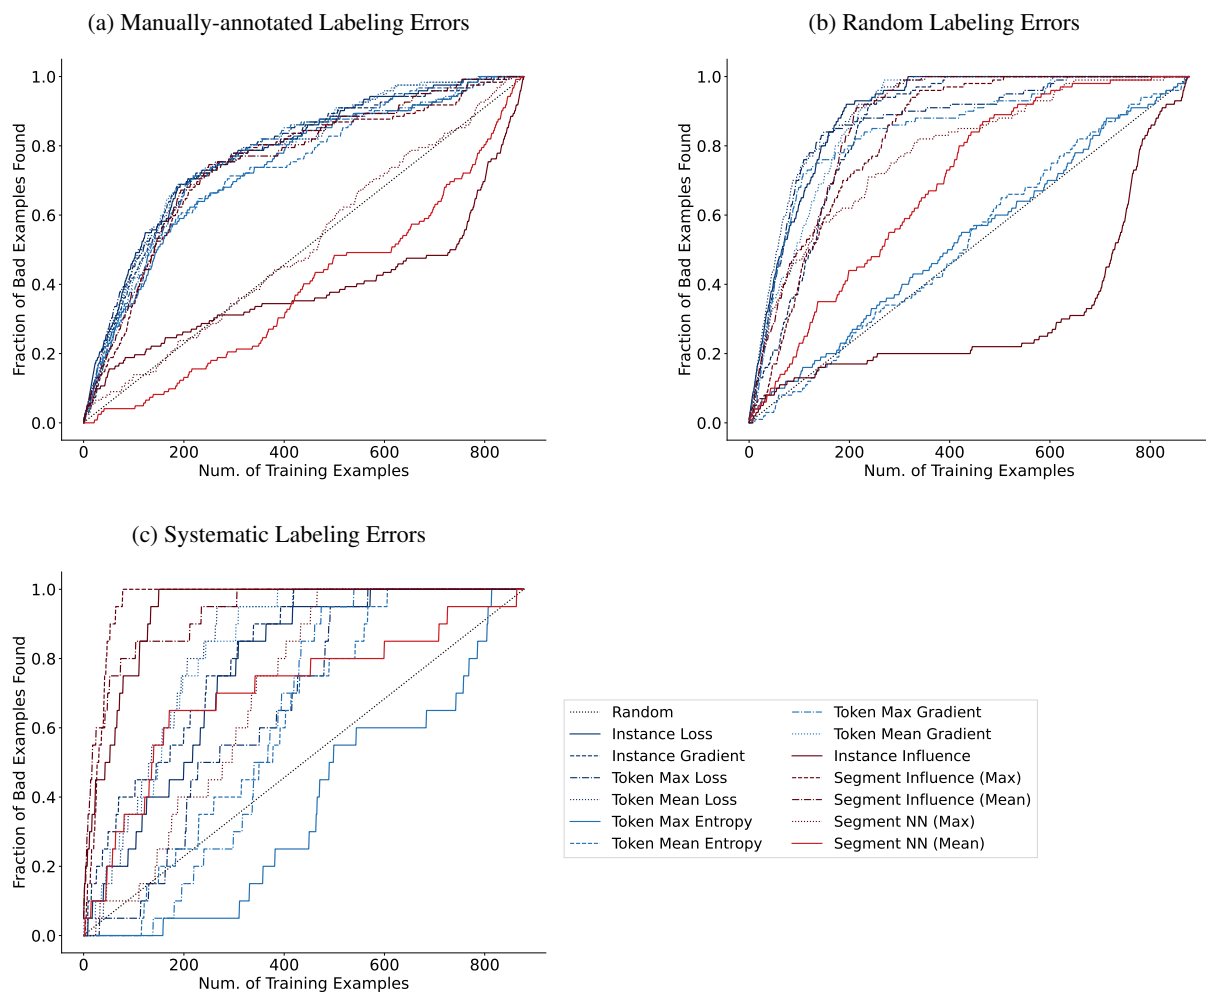 (a) Manually-annotated Labeling Errors
1.0
0.8
0.6
0.4
0.2
0.0
Fraction of Bad Examples Found
0 200 400 600 800
Num. of Training Examples
(b) Random Labeling Errors
1.0
0.8
0.6
0.4
0.2
0.0
Fraction of Bad Examples Found
0 200 400 600 800
Num. of Training Examples
(c) Systematic Labeling Errors
1.0
0.8
0.6
0.4
0.2
0.0
Fraction of Bad Examples Found
0 200 400 600 800
Num. of Training Examples
Random
Instance Loss
Instance Gradient
Token Max Loss
Token Mean Loss
Token Max Entropy
Token Mean Entropy
Token Max Gradient
Token Mean Gradient
Instance Influence
Segment Influence (Max)
Segment Influence (Mean)
Segment NN (Max)
Segment NN (Mean)